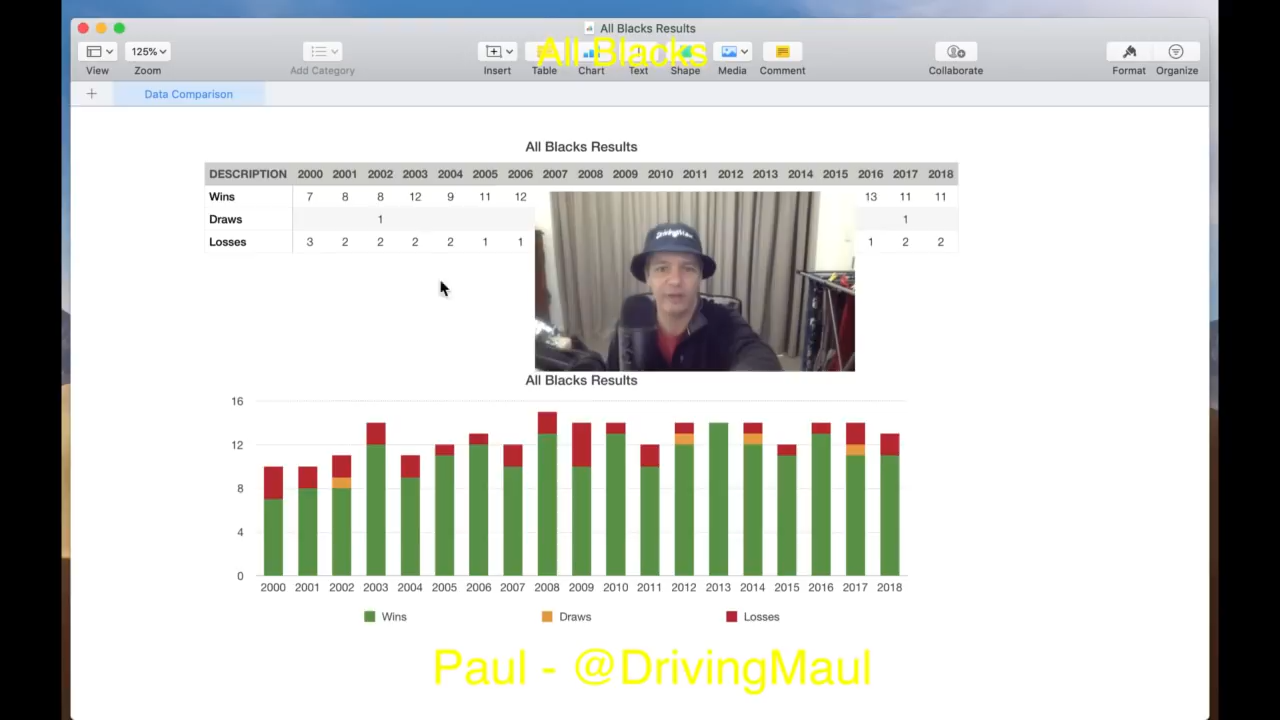 All Blacks Results
125%
View
Zoom
Add Category
Insert
Table
Chart
Text
Shape
Media
Comment
Collaborate
Format
Organize
All Blacks
Data Comparison
All Blacks Results
DESCRIPTION 2000 2001 2002 2003 2004 2005 2006 2007 2008 2009 2010 2011 2012 2013 2014 2015 2016 2017 2018
Wins 7 8 8 12 9 11 12 13 11 11
Draws 1 1
Losses 3 2 2 2 2 1 1 1 2 2
DrivingMaul
All Blacks Results
16
12
8
4
0
2000 2001 2002 2003 2004 2005 2006 2007 2008 2009 2010 2011 2012 2013 2014 2015 2016 2017 2018
Wins Draws Losses
Paul - @DrivingMaul